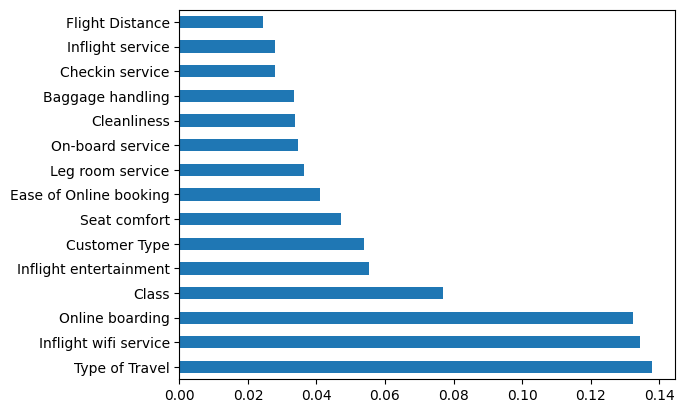 Flight Distance
Inflight service
Checkin service
Baggage handling
Cleanliness
On-board service
Leg room service
Ease of Online booking
Seat comfort
Customer Type
Inflight entertainment
Class
Online boarding
Inflight wifi service
Type of Travel
0.00 0.02 0.04 0.06 0.08 0.10 0.12 0.14